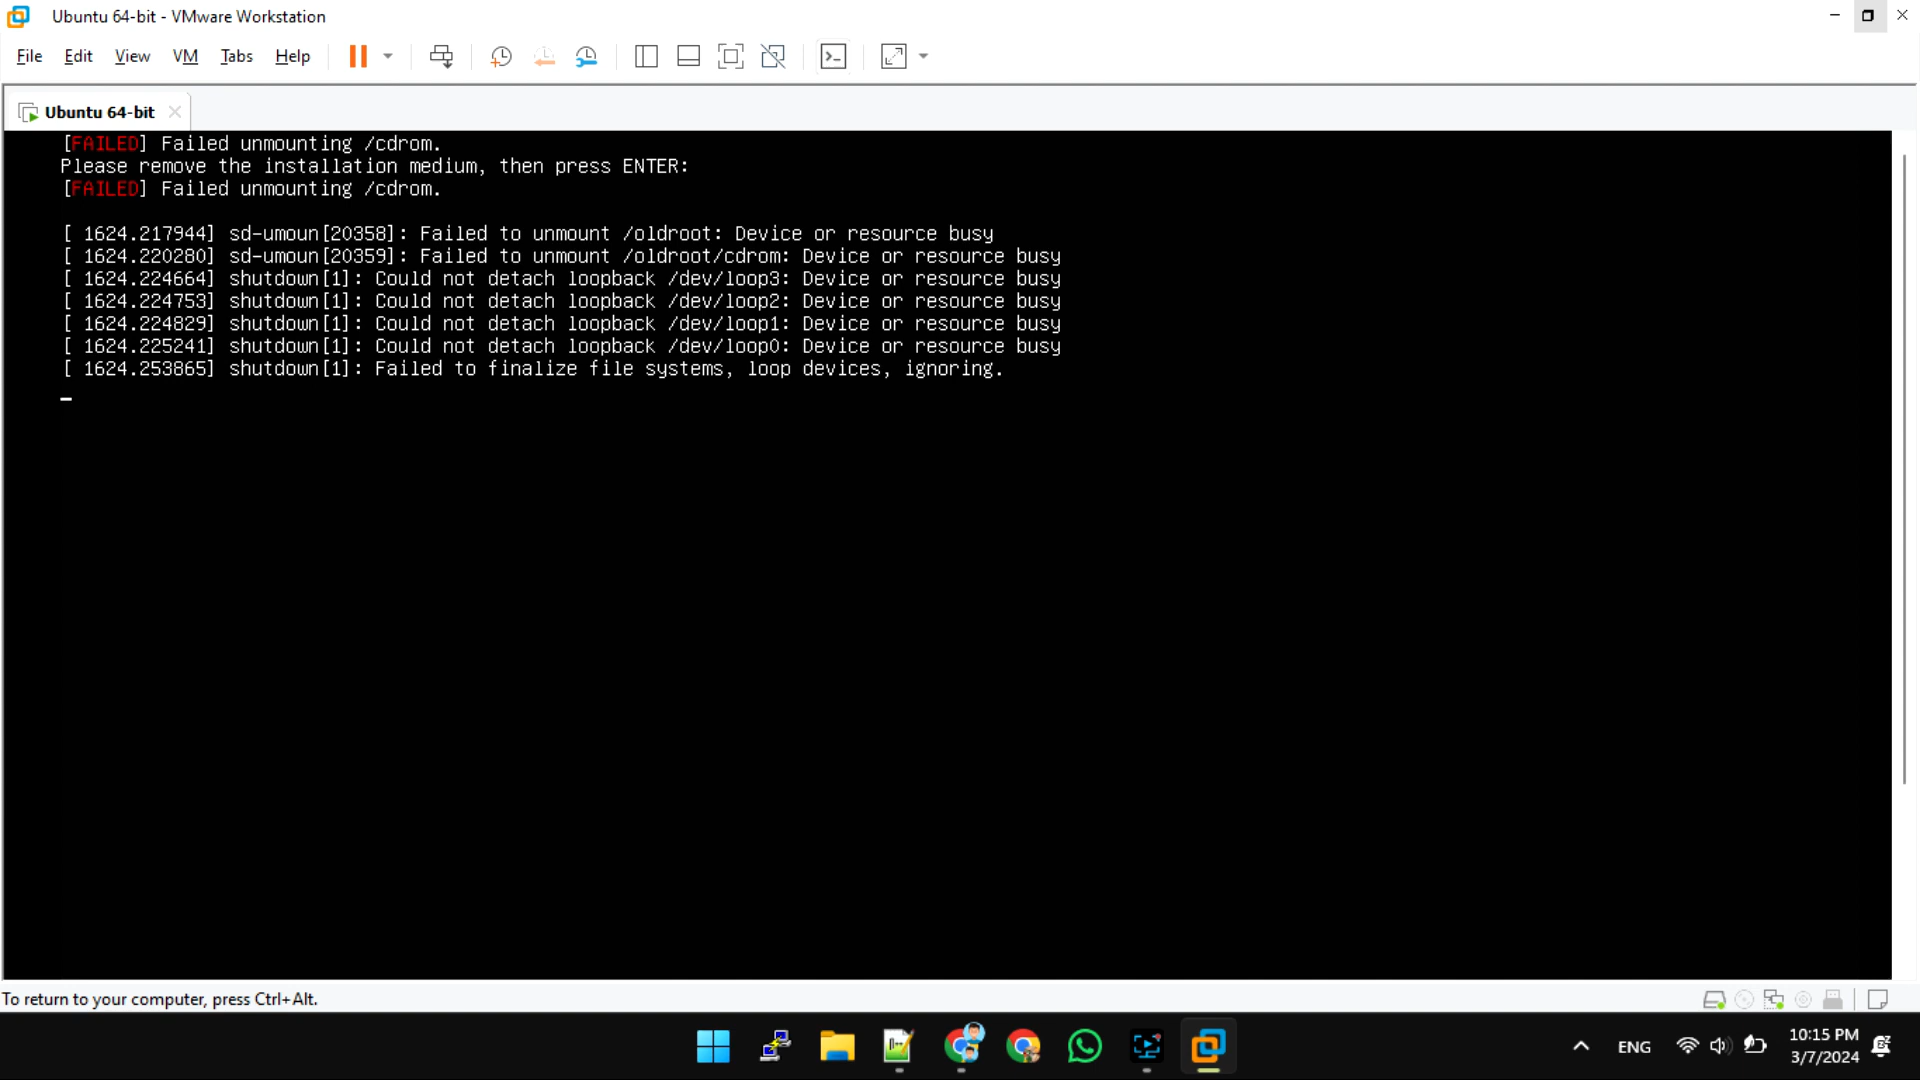 Ubuntu 64-bit - VMware Workstation
File Edit View VM Tabs Help
Ubuntu 64-bit
[FAILED] Failed unmounting /cdrom.
Please remove the installation medium, then press ENTER:
[FAILED] Failed unmounting /cdrom.
[ 1624.217944] sd-umoun[20358]: Failed to unmount /oldroot: Device or resource busy
[ 1624.220280] sd-umoun[20359]: Failed to unmount /oldroot/cdrom: Device or resource busy
[ 1624.224664] shutdown[1]: Could not detach loopback /dev/loop3: Device or resource busy
[ 1624.224753] shutdown[1]: Could not detach loopback /dev/loop2: Device or resource busy
[ 1624.224829] shutdown[1]: Could not detach loopback /dev/loop1: Device or resource busy
[ 1624.225241] shutdown[1]: Could not detach loopback /dev/loop0: Device or resource busy
[ 1624.253865] shutdown[1]: Failed to finalize file systems, loop devices, ignoring.
To return to your computer, press Ctrl+Alt.
ENG
10:15 PM
3/7/2024